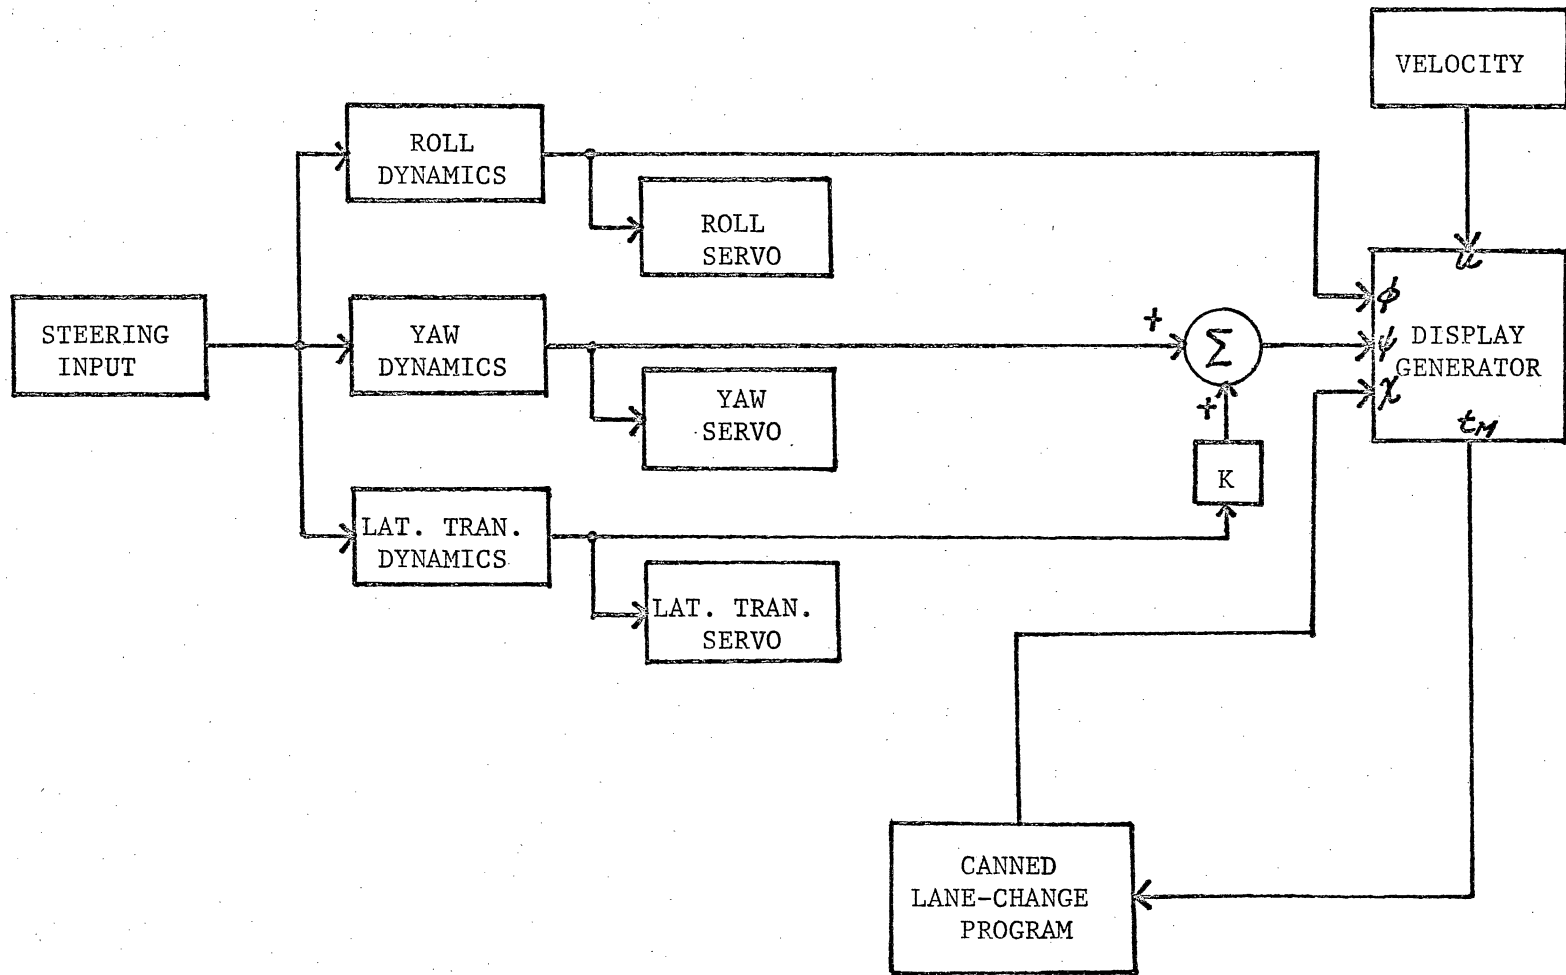 VELOCITY
ROLL
DYNAMICS
ROLL
SERVO
STEERING
INPUT
YAW
DYNAMICS
YAW
SERVO
LAT. TRAN.
DYNAMICS
LAT. TRAN.
SERVO
+
Σ
+
K
u
ϕ
ψ
χ
DISPLAY
GENERATOR
tM
CANNED
LANE-CHANGE
PROGRAM